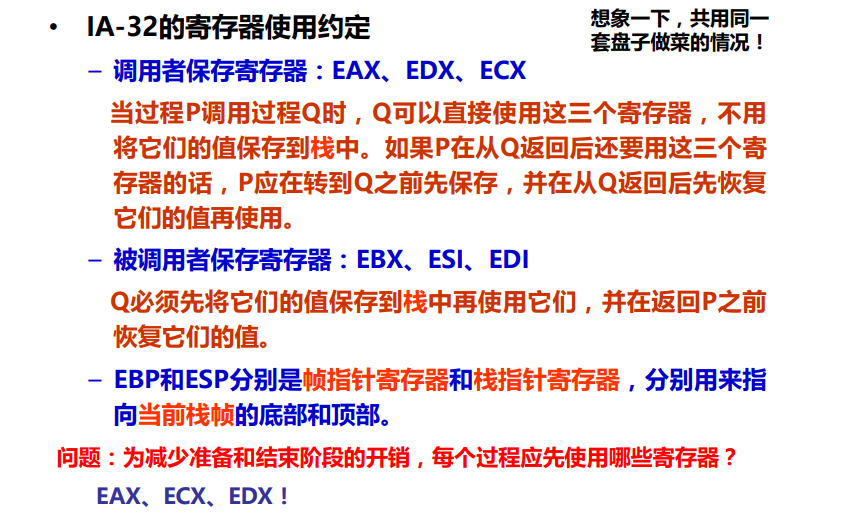 • IA-32的寄存器使用约定
想象一下，共用同一
套盘子做菜的情况！
– 调用者保存寄存器：EAX、EDX、ECX
当过程P调用过程Q时，Q可以直接使用这三个寄存器，不用
将它们的值保存到栈中。如果P在从Q返回后还要用这三个寄
存器的话，P应在转到Q之前先保存，并在从Q返回后先恢复
它们的值再使用。
– 被调用者保存寄存器：EBX、ESI、EDI
Q必须先将它们的值保存到栈中再使用它们，并在返回P之前
恢复它们的值。
– EBP和ESP分别是帧指针寄存器和栈指针寄存器，分别用来指
向当前栈帧的底部和顶部。
问题：为减少准备和结束阶段的开销，每个过程应先使用哪些寄存器？
EAX、ECX、EDX！